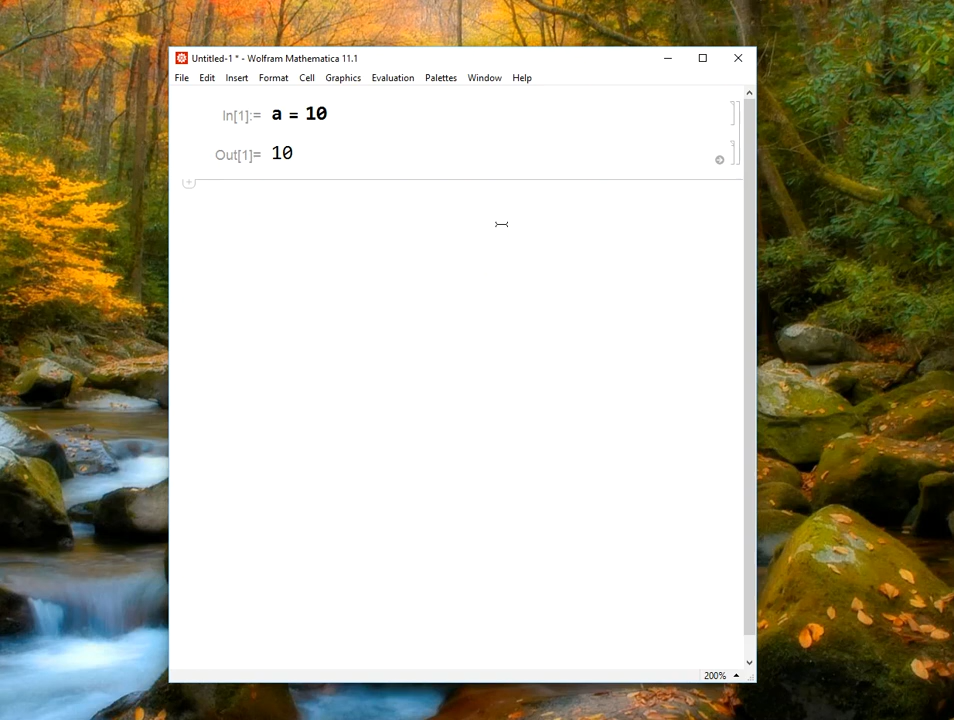 Untitled-1 * - Wolfram Mathematica 11.1
File Edit Insert Format Cell Graphics Evaluation Palettes Window Help
In[1]:= a = 10
Out[1]= 10
200%